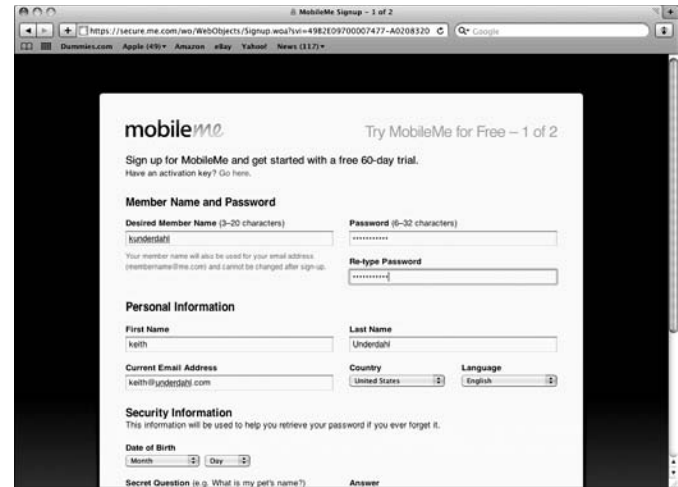 MobileMe Signup – 1 of 2
https://secure.me.com/wo/WebObjects/Signup.woa?svi=4982E09700007477-A0208320
Google
Dummies.com Apple (49) Amazon eBay Yahoo! News (117)
mobileme
Try MobileMe for Free – 1 of 2
Sign up for MobileMe and get started with a free 60-day trial.
Have an activation key? Go here.
Member Name and Password
Desired Member Name (3–20 characters)
Password (6–32 characters)
kunderdahl
Your member name will also be used for your email address
(membername@me.com) and cannot be changed after sign-up.
Re-type Password
Personal Information
First Name
Last Name
keith
Underdahl
Current Email Address
Country
Language
keith@underdahl.com
United States
English
Security Information
This information will be used to help you retrieve your password if you ever forget it.
Date of Birth
Month
Day
Secret Question (e.g. What is my pet's name?)
Answer